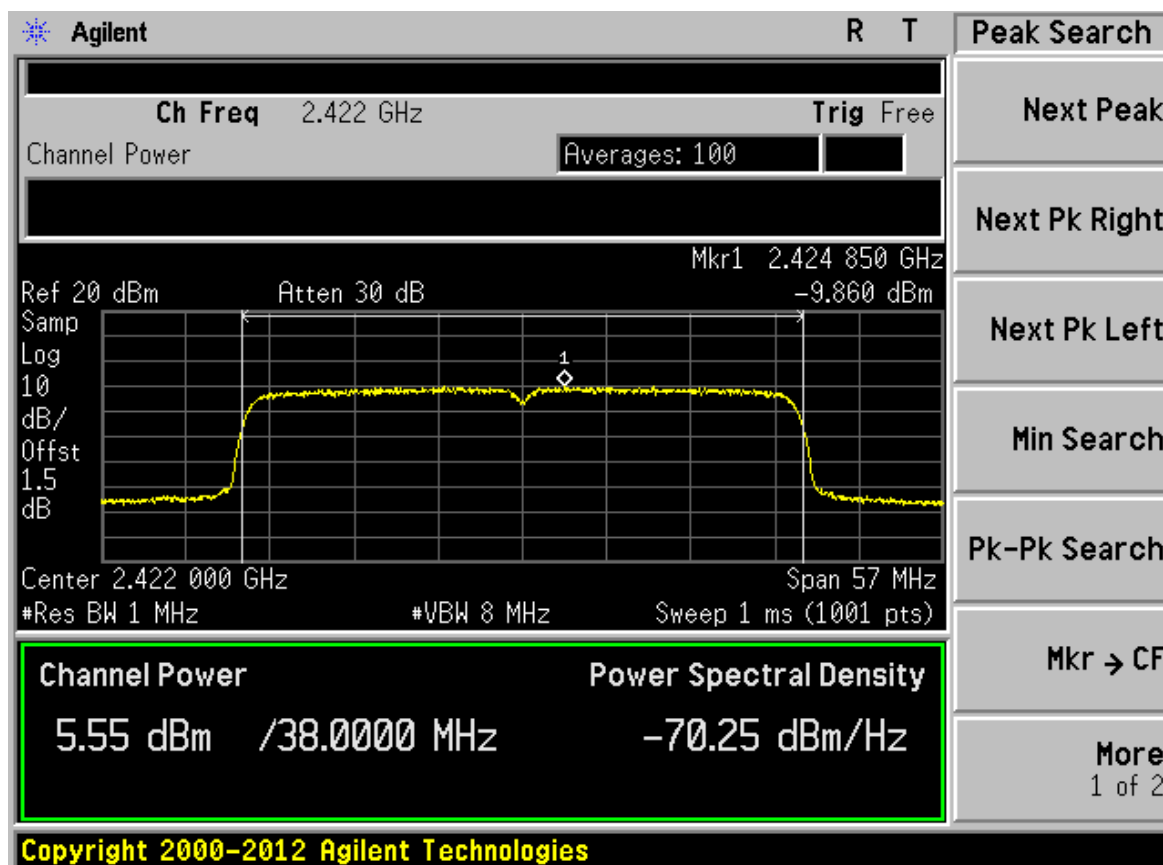 Agilent R T
Peak Search
Ch Freq 2.422 GHz Trig Free
Channel Power Averages: 100
Mkr1 2.424 850 GHz
Ref 20 dBm Atten 30 dB -9.860 dBm
Samp
Log
10
dB/
Offst
1.5
dB
1
Center 2.422 000 GHz Span 57 MHz
#Res BW 1 MHz #VBW 8 MHz Sweep 1 ms (1001 pts)
Channel Power Power Spectral Density
5.55 dBm /38.0000 MHz -70.25 dBm/Hz
Next Peak
Next Pk Right
Next Pk Left
Min Search
Pk-Pk Search
Mkr → CF
More
1 of 2
Copyright 2000-2012 Agilent Technologies